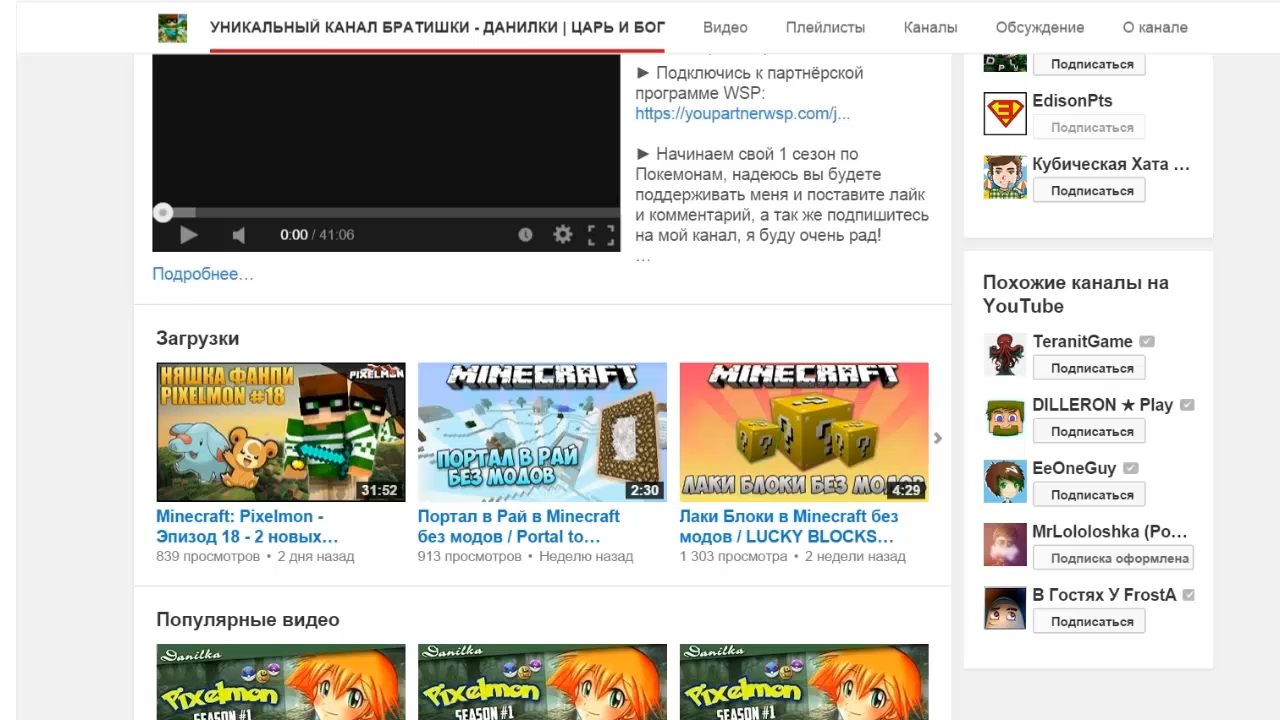 УНИКАЛЬНЫЙ КАНАЛ БРАТИШКИ - ДАНИЛКИ | ЦАРЬ И БОГ
Видео
Плейлисты
Каналы
Обсуждение
О канале
► Подключись к партнёрской
программе WSP:
https://youpartnerwsp.com/j...
► Начинаем свой 1 сезон по
Покемонам, надеюсь вы будете
поддерживать меня и поставите лайк
и комментарий, а так же подпишитесь
на мой канал, я буду очень рад!
...
0:00 / 41:06
Подробнее...
Загрузки
НЯШКА ФАНПИ
PIXELMON #18
PIXELMON
31:52
Minecraft: Pixelmon -
Эпизод 18 - 2 новых...
839 просмотров • 2 дня назад
MINECRAFT
ПОРТАЛ В РАЙ
БЕЗ МОДОВ
2:30
Портал в Рай в Minecraft
без модов / Portal to...
913 просмотров • Неделю назад
MINECRAFT
? ? ? ?
ЛАКИ БЛОКИ БЕЗ МОДОВ
4:29
Лаки Блоки в Minecraft без
модов / LUCKY BLOCKS...
1 303 просмотра • 2 недели назад
Популярные видео
Danilka
Pixelmon
SEASON #1
Danilka
Pixelmon
SEASON #1
Danilka
Pixelmon
SEASON #1
Подписаться
EdisonPts
Подписаться
Кубическая Хата ...
Подписаться
Похожие каналы на
YouTube
TeranitGame
Подписаться
DILLERON ★ Play
Подписаться
EeOneGuy
Подписаться
MrLololoshka (Ро...
Подписка оформлена
В Гостях У FrostA
Подписаться